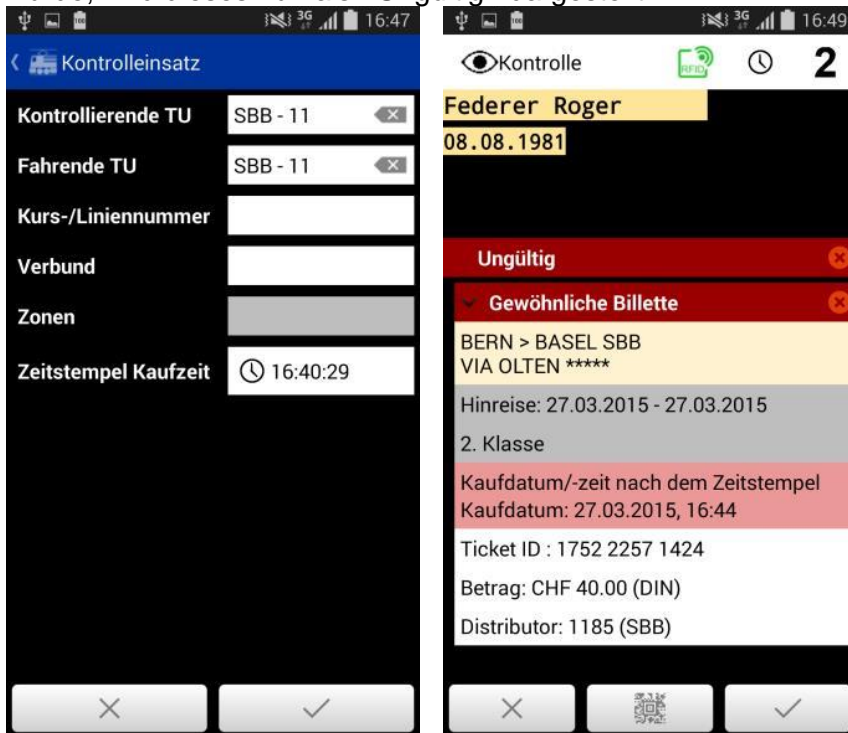 16:47
Kontrolleinsatz
Kontrollierende TU SBB - 11
Fahrende TU SBB - 11
Kurs-/Liniennummer
Verbund
Zonen
Zeitstempel Kaufzeit 16:40:29
3G 16:49
Kontrolle RFID 2
Federer Roger
08.08.1981
Ungültig
Gewöhnliche Billette
BERN > BASEL SBB
VIA OLTEN *****
Hinreise: 27.03.2015 - 27.03.2015
2. Klasse
Kaufdatum/-zeit nach dem Zeitstempel
Kaufdatum: 27.03.2015, 16:44
Ticket ID : 1752 2257 1424
Betrag: CHF 40.00 (DIN)
Distributor: 1185 (SBB)